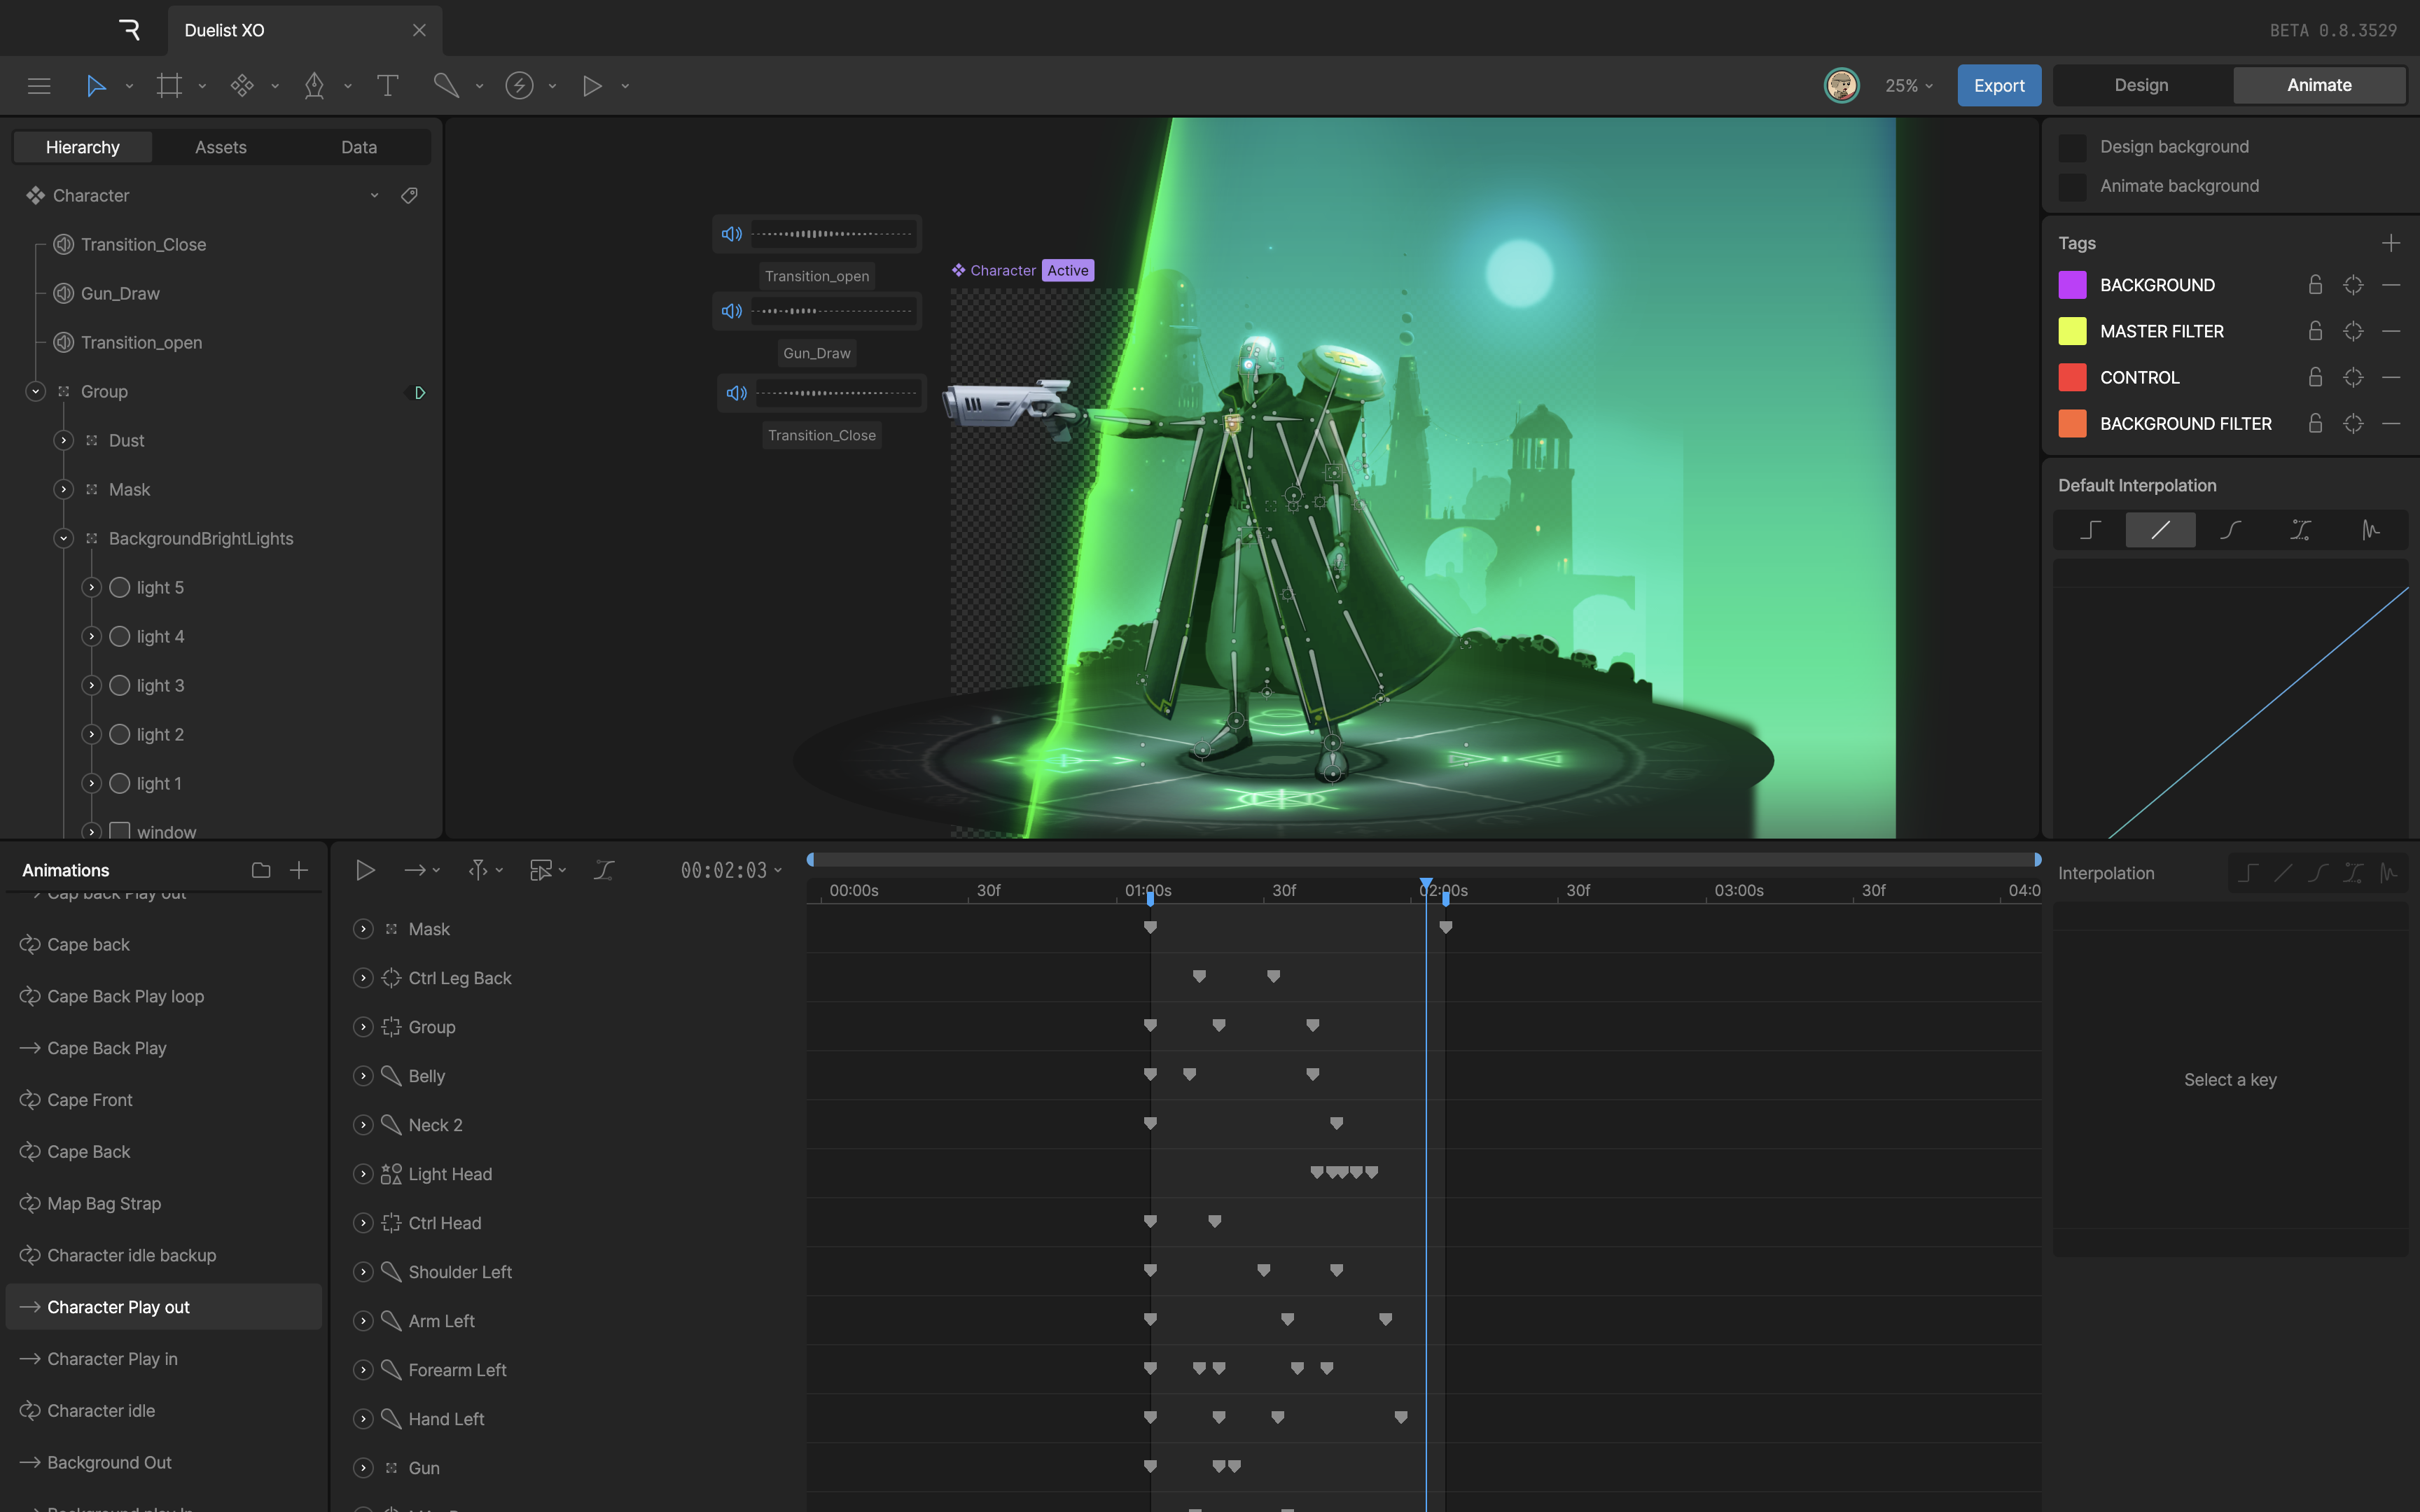 Duelist XO
BETA 0.8.3529
25%
Export
Design
Animate
Hierarchy
Assets
Data
Character
Transition_Close
Gun_Draw
Transition_open
Group
Dust
Mask
BackgroundBrightLights
light 5
light 4
light 3
light 2
light 1
window
Transition_open
Gun_Draw
Transition_Close
Character Active
Design background
Animate background
Tags
BACKGROUND
MASTER FILTER
CONTROL
BACKGROUND FILTER
Default Interpolation
Animations
Cap back Play out
Cape back
Cape Back Play loop
Cape Back Play
Cape Front
Cape Back
Map Bag Strap
Character idle backup
Character Play out
Character Play in
Character idle
Background Out
00:02:03
00:00s 30f 01:00s 30f 02:00s 30f 03:00s 30f 04:0
Mask
Ctrl Leg Back
Group
Belly
Neck 2
Light Head
Ctrl Head
Shoulder Left
Arm Left
Forearm Left
Hand Left
Gun
Interpolation
Select a key